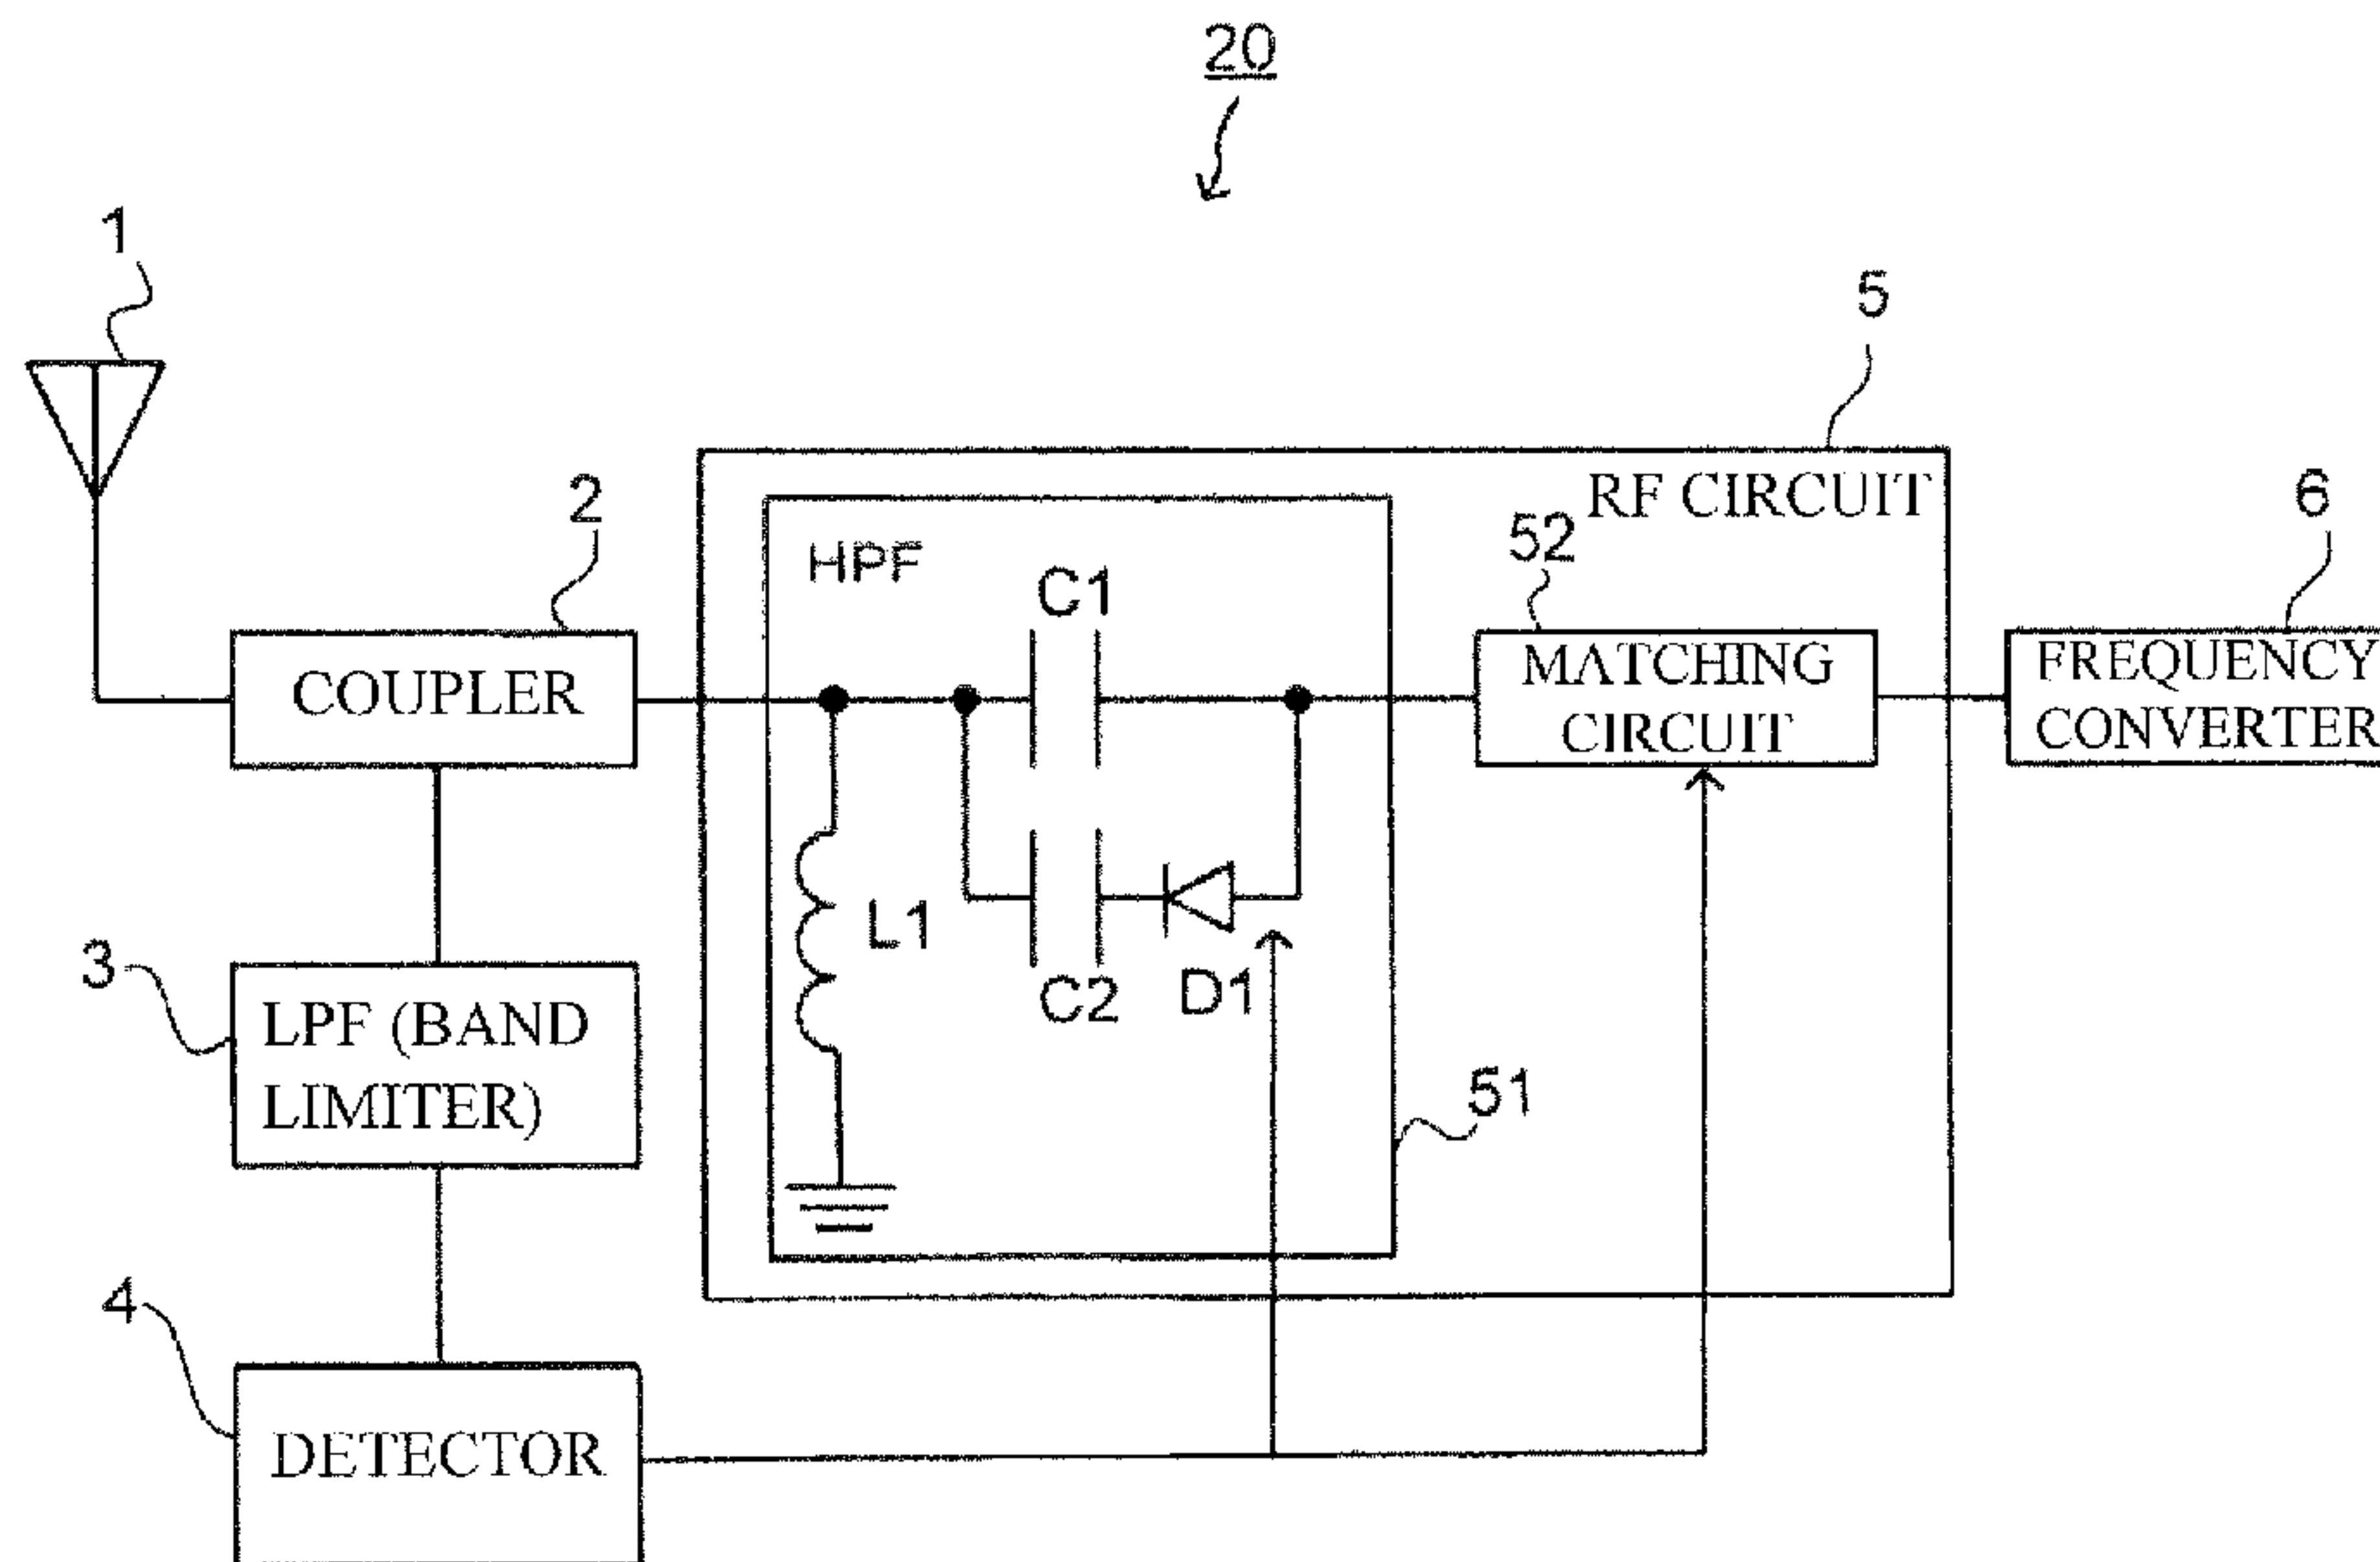 20
1
5
RF CIRCUIT
6
2
52
HPF
C1
COUPLER
MATCHING
CIRCUIT
FREQUENCY
CONVERTER
L1
C2
D1
3
LPF (BAND
LIMITER)
51
4
DETECTOR